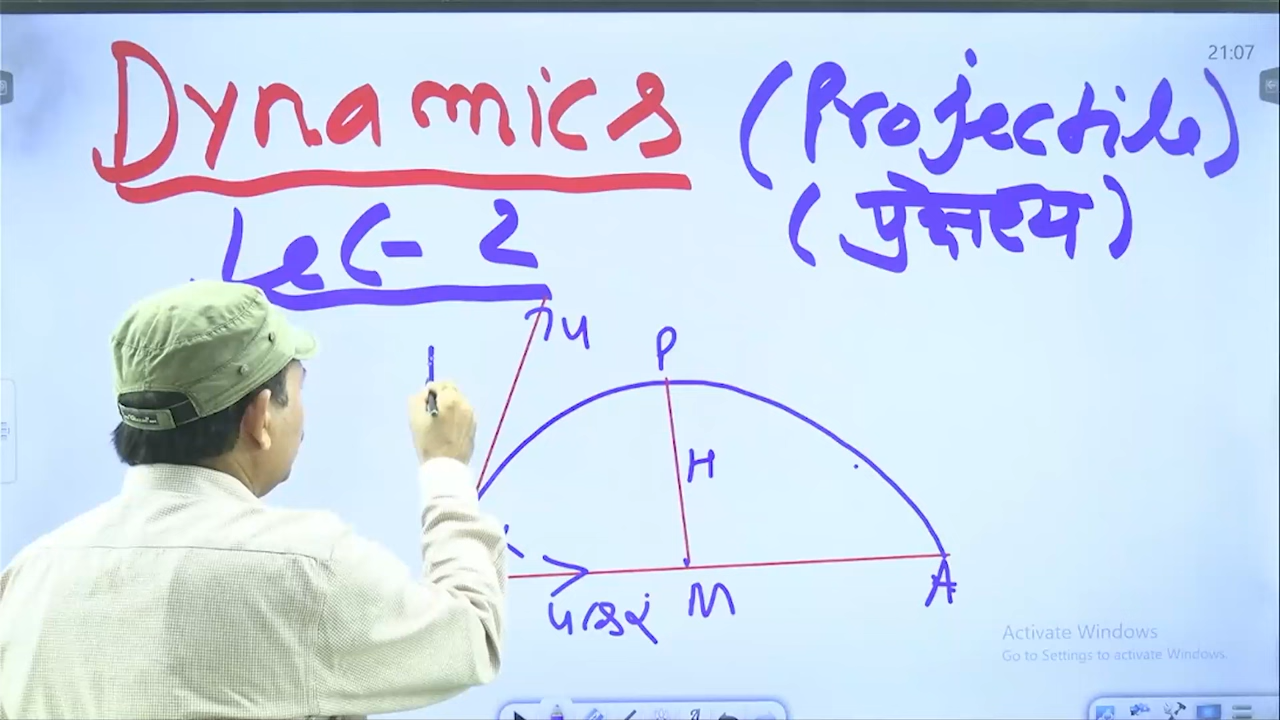 21:07
Dynamics (Projectile)
Lec-2 (प्रक्षेप्य)
u
P
H
u cos α M A
Activate Windows
Go to Settings to activate Windows.